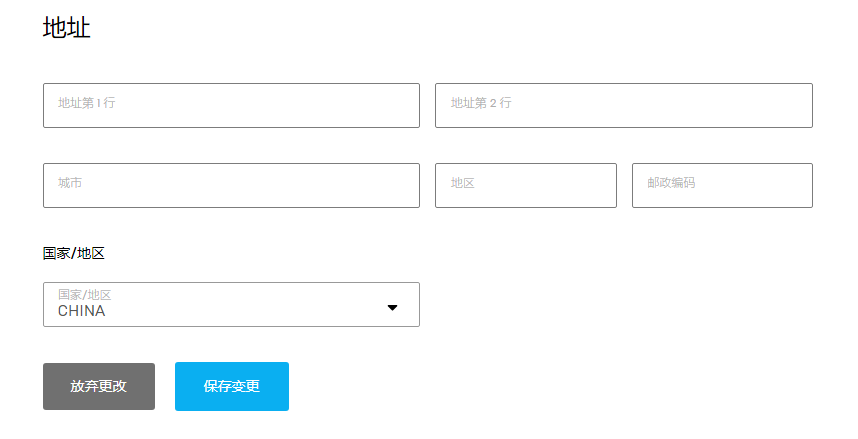 地址
地址第 1 行 地址第 2 行
城市 地区 邮政编码
国家/地区
国家/地区
CHINA
放弃更改 保存变更